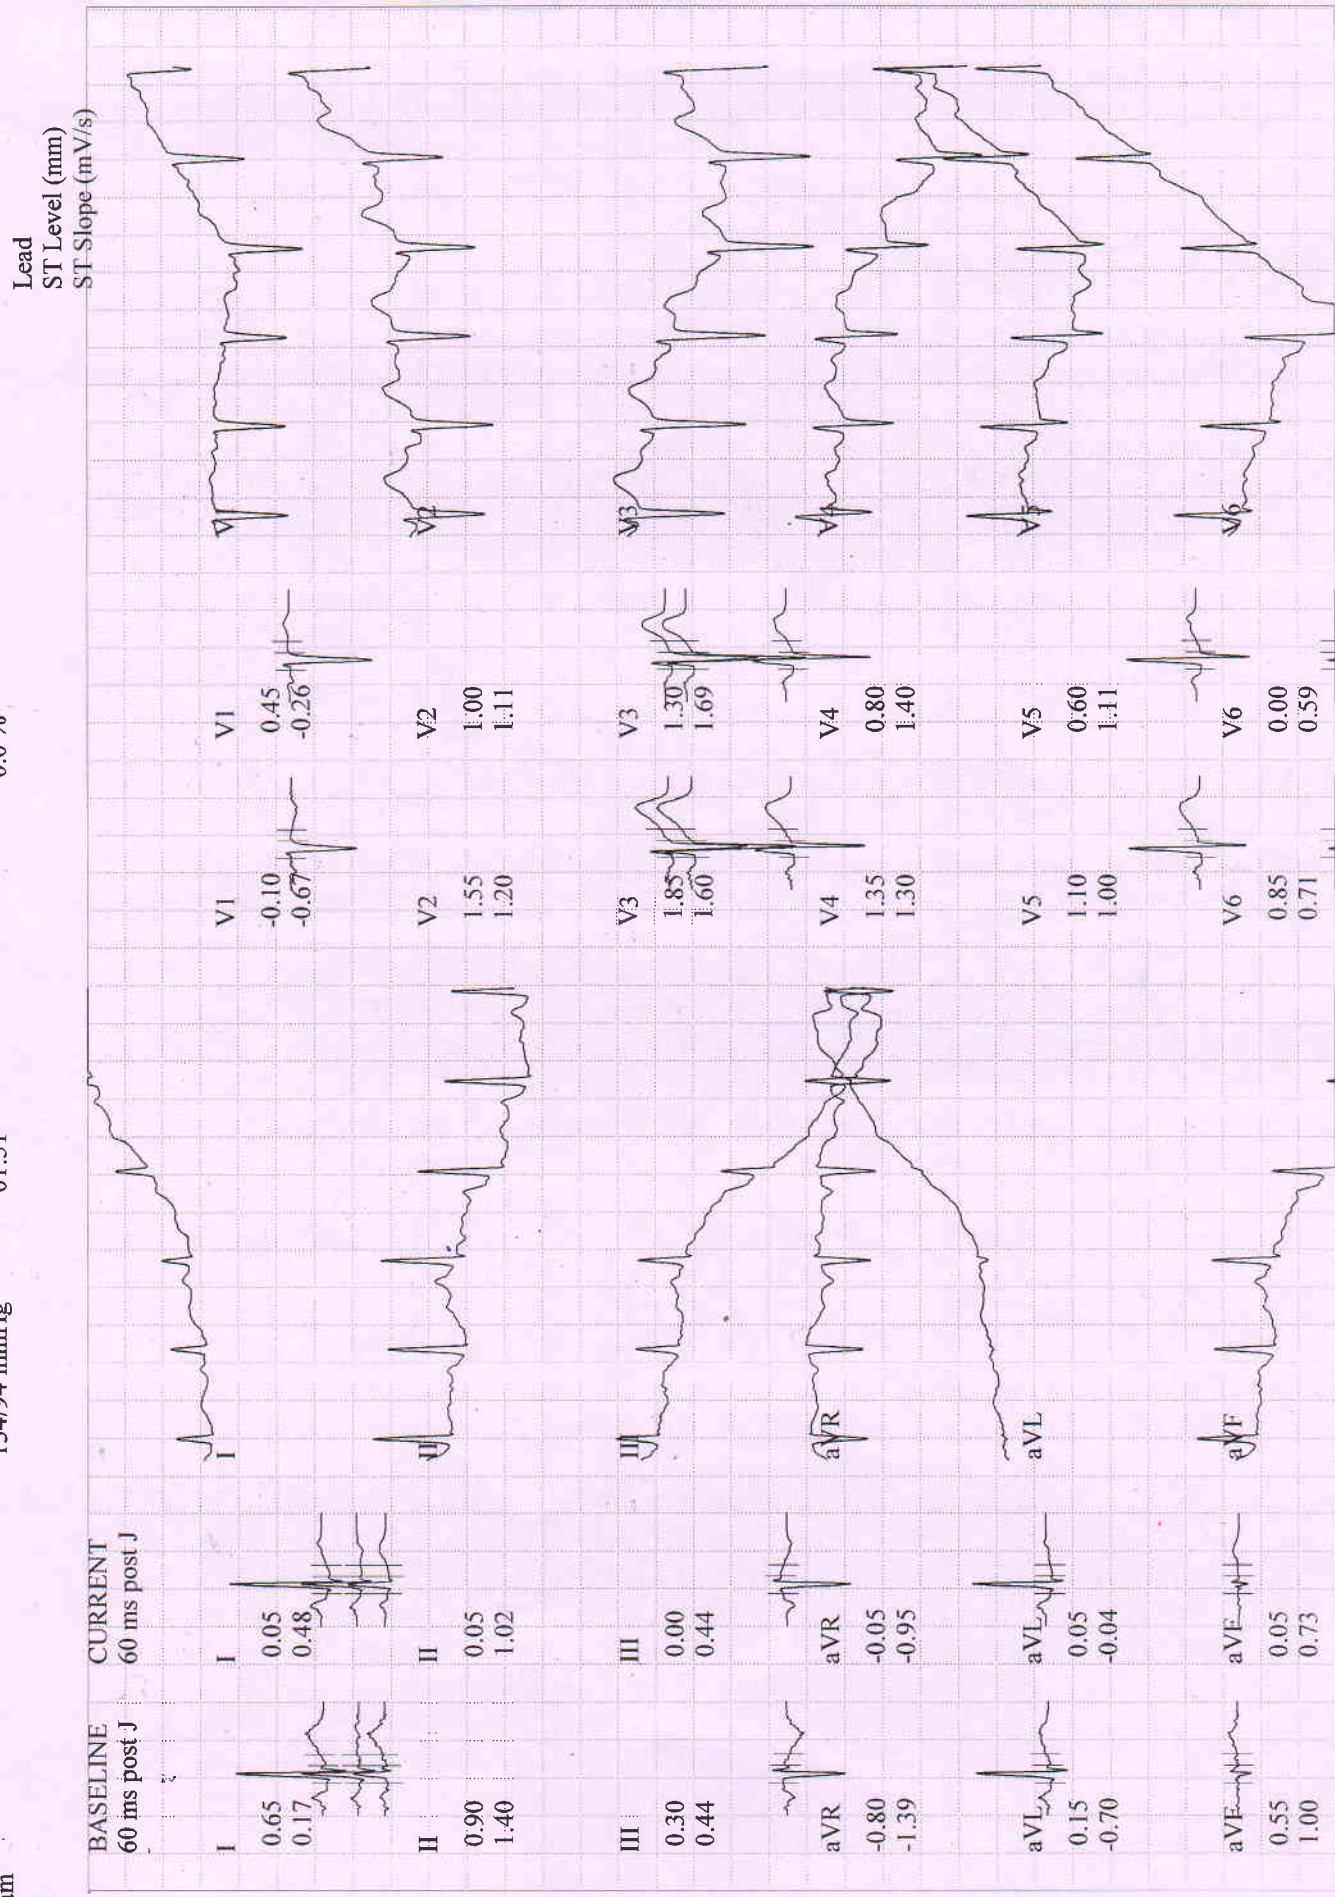 Lead
ST Level (mm)
ST Slope (mV/s)
BASELINE
60 ms post J
CURRENT
60 ms post J
I
0.65
0.17
I
0.05
0.48
I
V1
-0.10
-0.67
V1
0.45
-0.26
II
0.90
1.40
II
0.05
1.02
II
V2
1.55
1.20
V2
1.00
1.11
V2
III
0.30
0.44
III
0.00
0.44
III
V3
1.85
1.60
V3
1.30
1.69
V3
aVR
-0.80
-1.39
aVR
-0.05
-0.95
aVR
V4
1.35
1.30
V4
0.80
1.40
V4
aVL
0.15
-0.70
aVL
0.05
-0.04
aVL
V5
1.10
1.00
V5
0.60
1.11
V5
aVF
0.55
1.00
aVF
0.05
0.73
aVF
V6
0.85
0.71
V6
0.00
0.59
V6